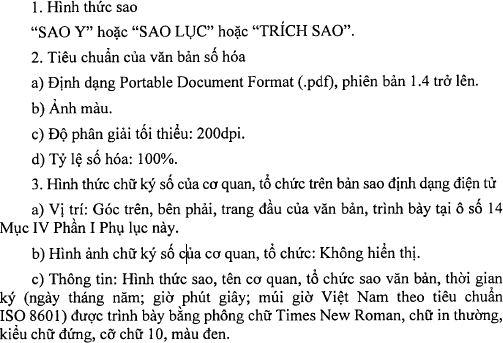 1. Hình thức sao
“SAO Y” hoặc “SAO LỤC” hoặc “TRÍCH SAO”.
2. Tiêu chuẩn của văn bản số hóa
a) Định dạng Portable Document Format (.pdf), phiên bản 1.4 trở lên.
b) Ảnh màu.
c) Độ phân giải tối thiểu: 200dpi.
d) Tỷ lệ số hóa: 100%.
3. Hình thức chữ ký số của cơ quan, tổ chức trên bản sao định dạng điện tử
a) Vị trí: Góc trên, bên phải, trang đầu của văn bản, trình bày tại ô số 14
Mục IV Phần I Phụ lục này.
b) Hình ảnh chữ ký số của cơ quan, tổ chức: Không hiển thị.
c) Thông tin: Hình thức sao, tên cơ quan, tổ chức sao văn bản, thời gian
ký (ngày tháng năm; giờ phút giây; múi giờ Việt Nam theo tiêu chuẩn
ISO 8601) được trình bày bằng phông chữ Times New Roman, chữ in thường,
kiểu chữ đứng, cỡ chữ 10, màu đen.